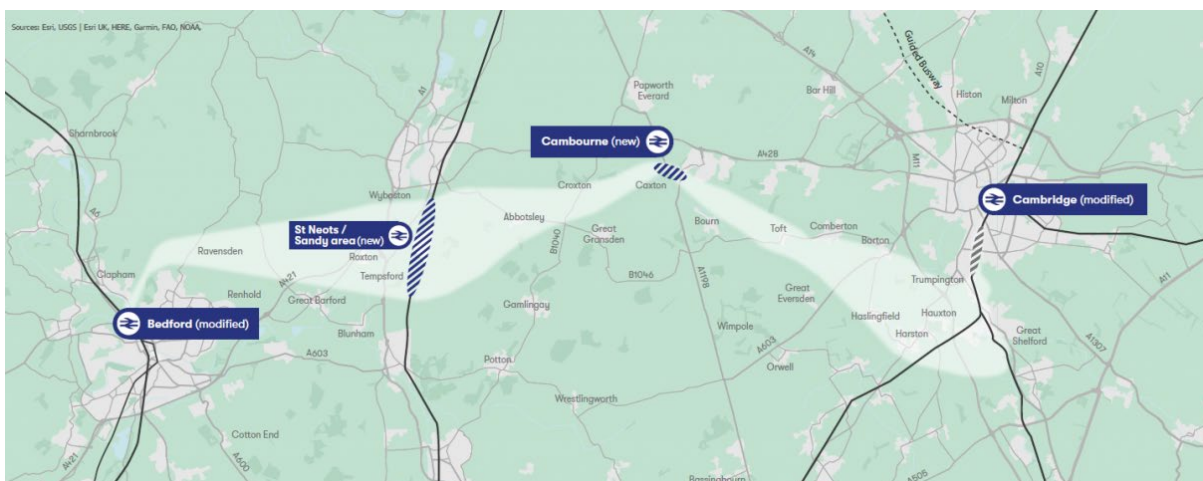 Sources: Esri, USGS | Esri UK, HERE, Garmin, FAO, NOAA,
A1
A14
Guided Busway
A10
Papworth
Everard
Bar Hill
Histon
Milton
Sharnbrook
Cambourne (new)
A428
M11
A6
Wyboston
Croxton
Caxton
Cambridge (modified)
St Neots /
Sandy area (new)
Abbotsley
Great
Gransden
Bourn
Toft
Comberton
Barton
B1040
Ravensden
Roxton
Tempsford
Clapham
A421
Renhold
Great Barford
B1046
A1198
Trumpington
A11
Great
Eversden
Gamlingay
Haslingfield
Hauxton
Bedford (modified)
Blunham
Wimpole
Harston
Great
Shelford
A1307
A603
Potton
A603
Orwell
Wrestlingworth
Cotton End
A421
A600
Bassingbourn
A505